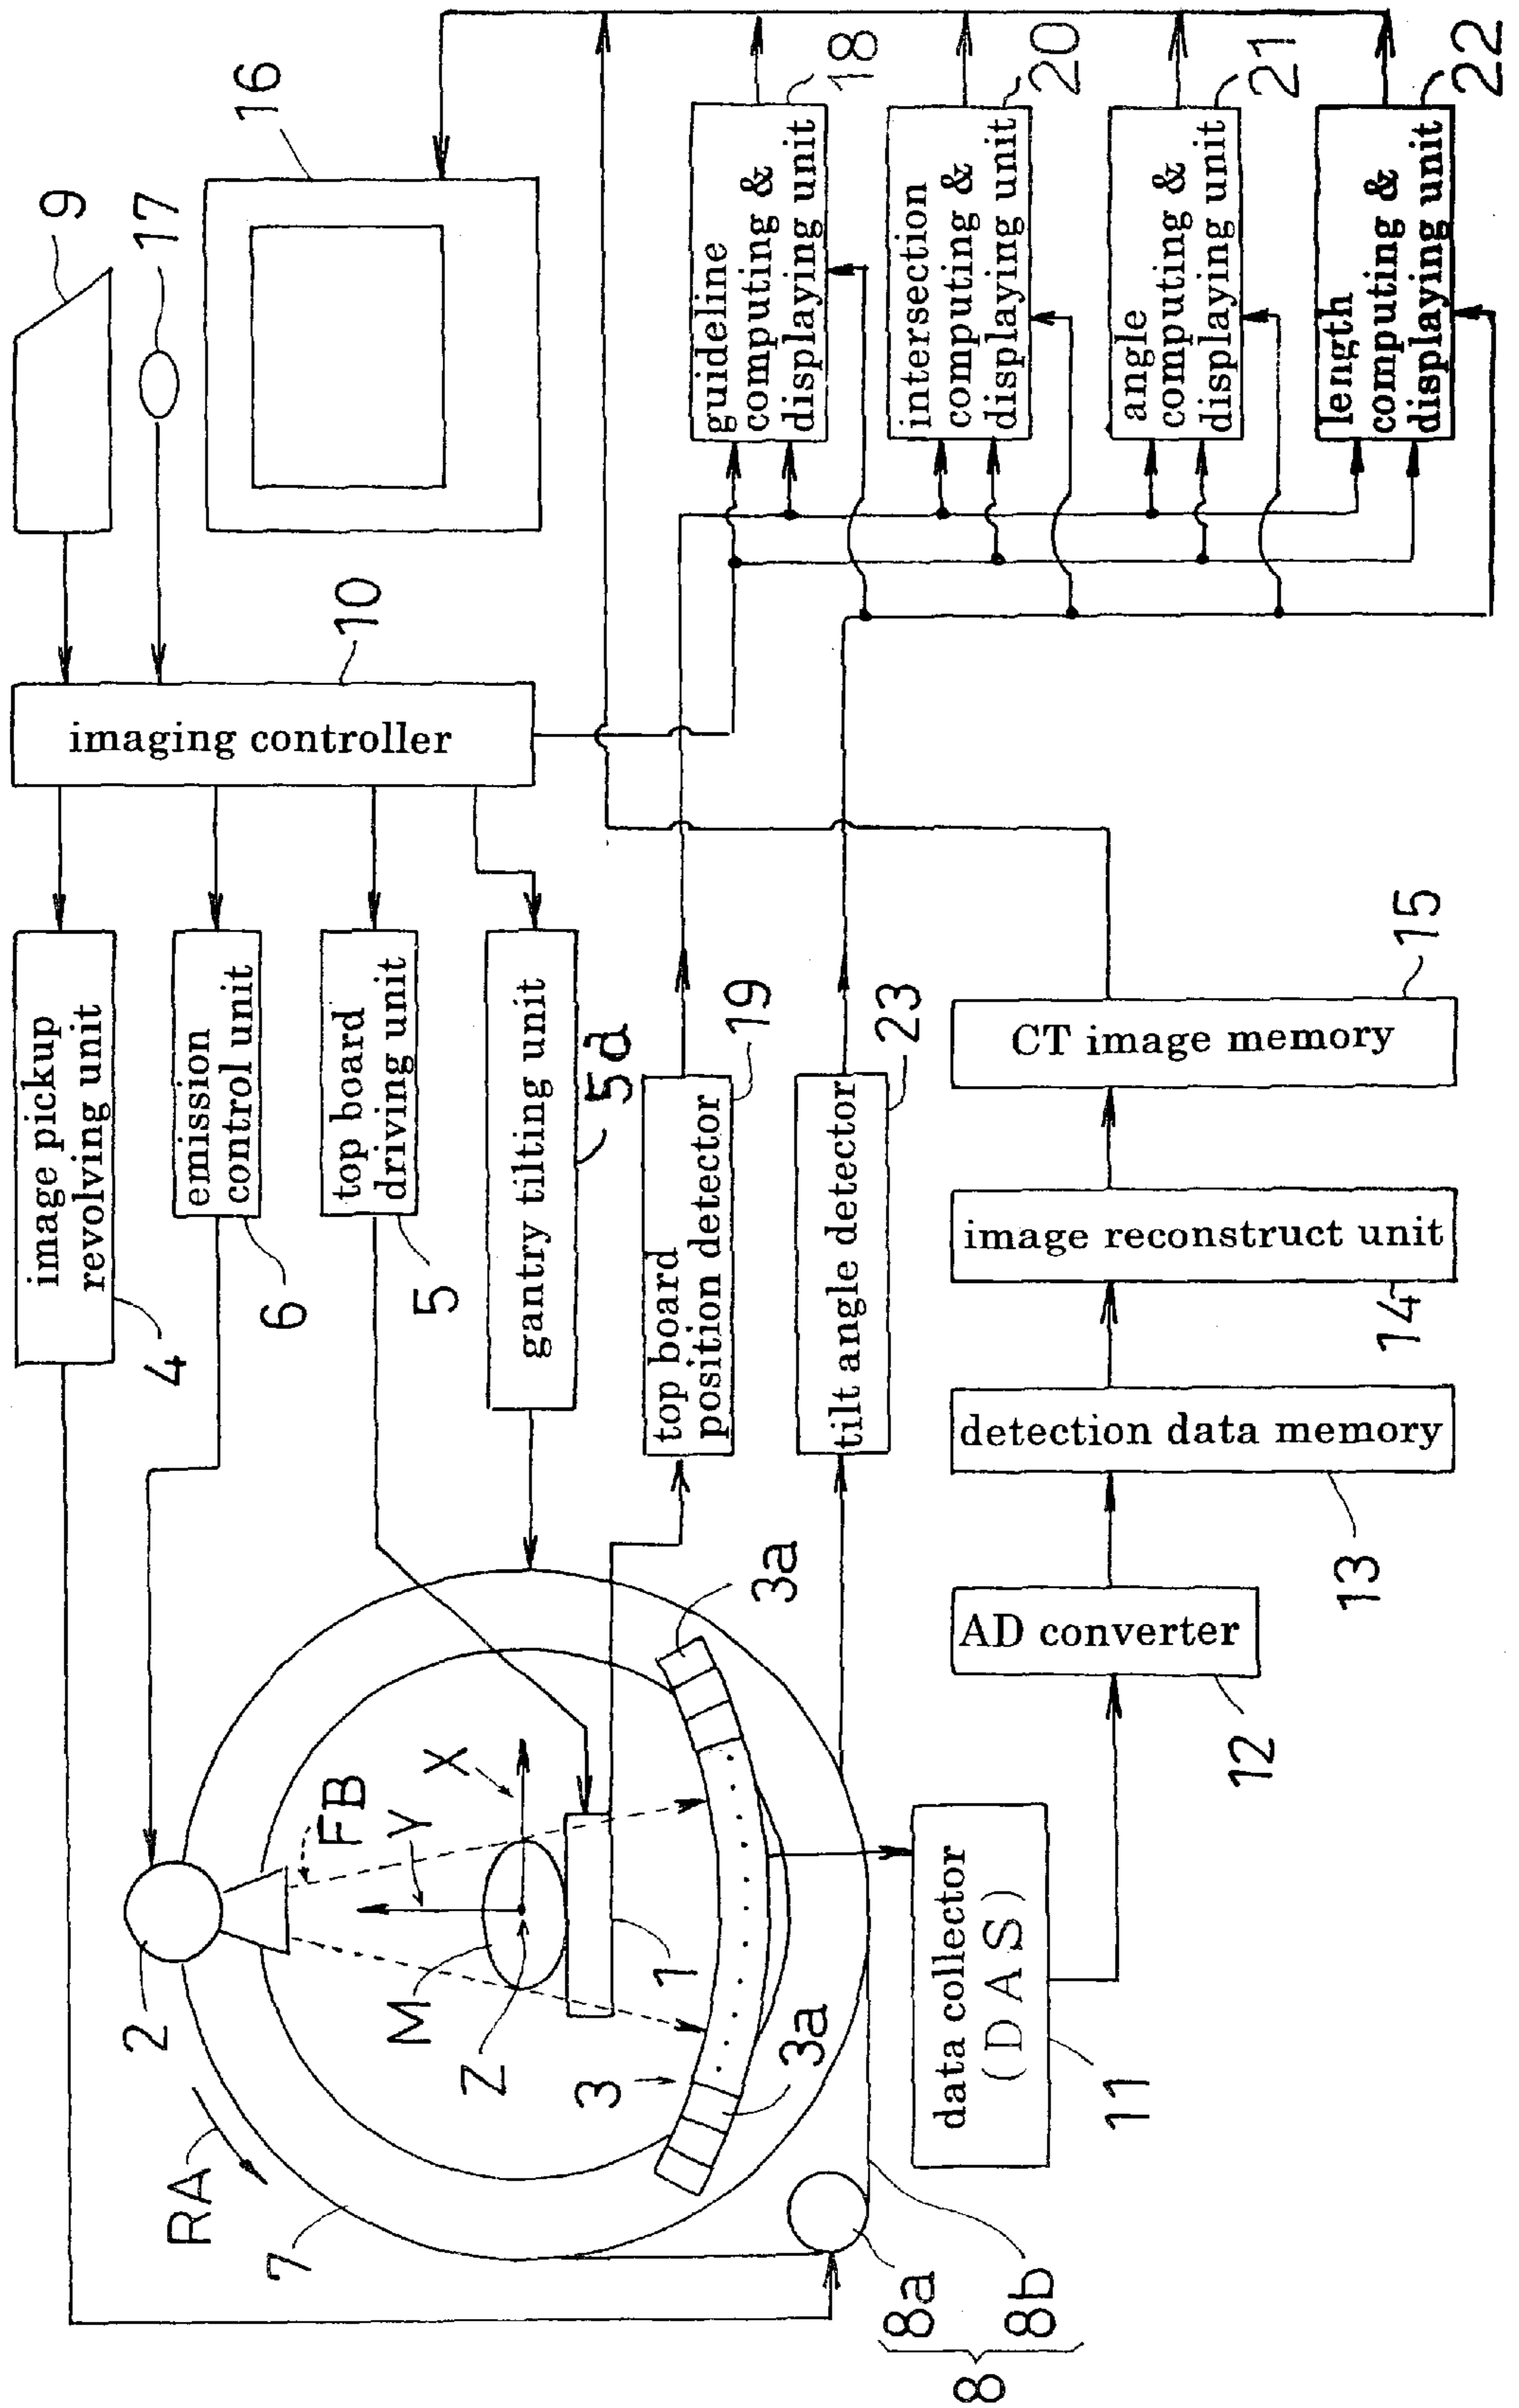 image pickup
revolving unit
4
emission
control unit
6
top board
driving unit
5
gantry tilting unit
5d
top board
position detector
19
tilt angle detector
23
imaging controller
10
9
17
16
guideline
computing &
displaying unit
18
intersection
computing &
displaying unit
20
angle
computing &
displaying unit
21
length
computing &
displaying unit
22
CT image memory
15
image reconstruct unit
14
detection data memory
13
AD converter
12
data collector
(DAS)
11
2
RA
7
FB
Y
X
M
Z
1
3
3a
3a
8a
8b
8